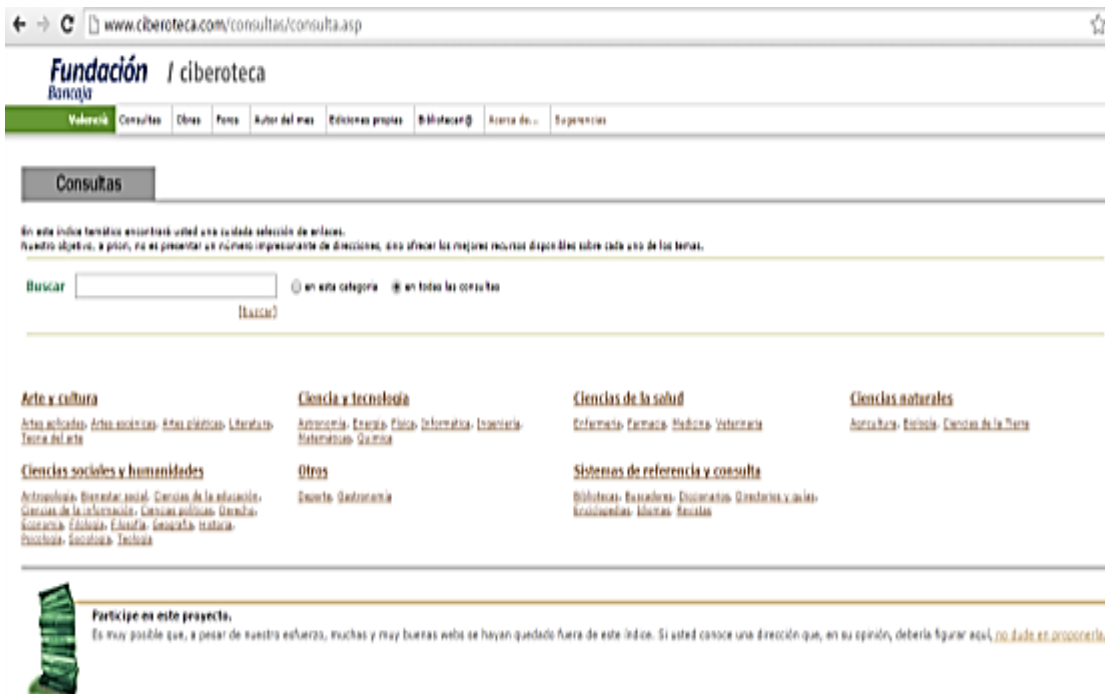 www.ciberoteca.com/consultas/consulta.asp
Fundación / ciberoteca
Bancaja
Valencià Consultas Obras Foros Autor del mes Ediciones propias Bibliotecan@ Acerca de... Sugerencias
Consultas
En este índice temático encontrará usted una cuidada selección de enlaces.
Nuestro objetivo, a priori, no es presentar un número impresionante de direcciones, sino ofrecer los mejores recursos disponibles sobre cada uno de los temas.
Buscar en esta categoría en todas las consultas
[buscar]
Arte y cultura Ciencia y tecnología Ciencias de la salud Ciencias naturales
Artes aplicadas, Artes escénicas, Artes plásticas, Literatura, Astronomía, Energía, Física, Informática, Ingeniería, Enfermería, Farmacia, Medicina, Veterinaria Agricultura, Biología, Ciencias de la Tierra
Teoría del arte Matemáticas, Química
Ciencias sociales y humanidades Otros Sistemas de referencia y consulta
Antropología, Bienestar social, Ciencias de la educación, Deporte, Gastronomía Bibliotecas, Buscadores, Diccionarios, Directorios y guías,
Ciencias de la información, Ciencias políticas, Derecho, Enciclopedias, Idiomas, Revistas
Economía, Filología, Filosofía, Geografía, Historia,
Psicología, Sociología, Teología
Participe en este proyecto.
Es muy posible que, a pesar de nuestro esfuerzo, muchas y muy buenas webs se hayan quedado fuera de este índice. Si usted conoce una dirección que, en su opinión, debería figurar aquí, no dude en proponerla.